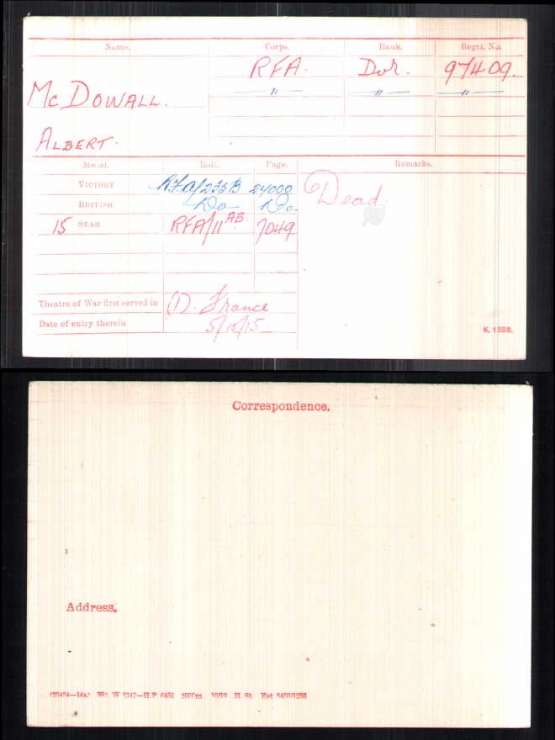 Name. Corps. Rank. Regtl. No.
McDowall. RFA. Dvr. 97409.
" " "
Albert.
Medal. Roll. Page. Remarks.
Victory RFA/235B 24000 Dead
British Do Do.
15 Star RFA/11AB 7049
Theatre of War first served in (1). France
Date of entry therein 5/10/15.
K. 1380.
Correspondence.
Address.